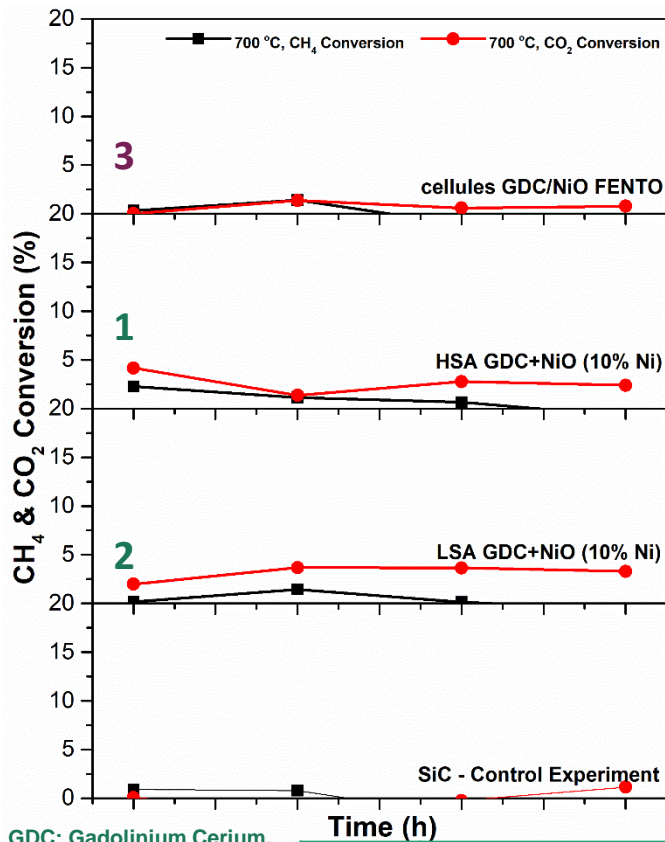 700 °C, CH₄ Conversion 700 °C, CO₂ Conversion
20
15
10
5
3
cellules GDC/NiO FENTO
20
15
10
5
1
HSA GDC+NiO (10% Ni)
20
15
10
5
2
LSA GDC+NiO (10% Ni)
20
15
10
5
0
SiC - Control Experiment
CH₄ & CO₂ Conversion (%)
Time (h)
GDC: Gadolinium Cerium